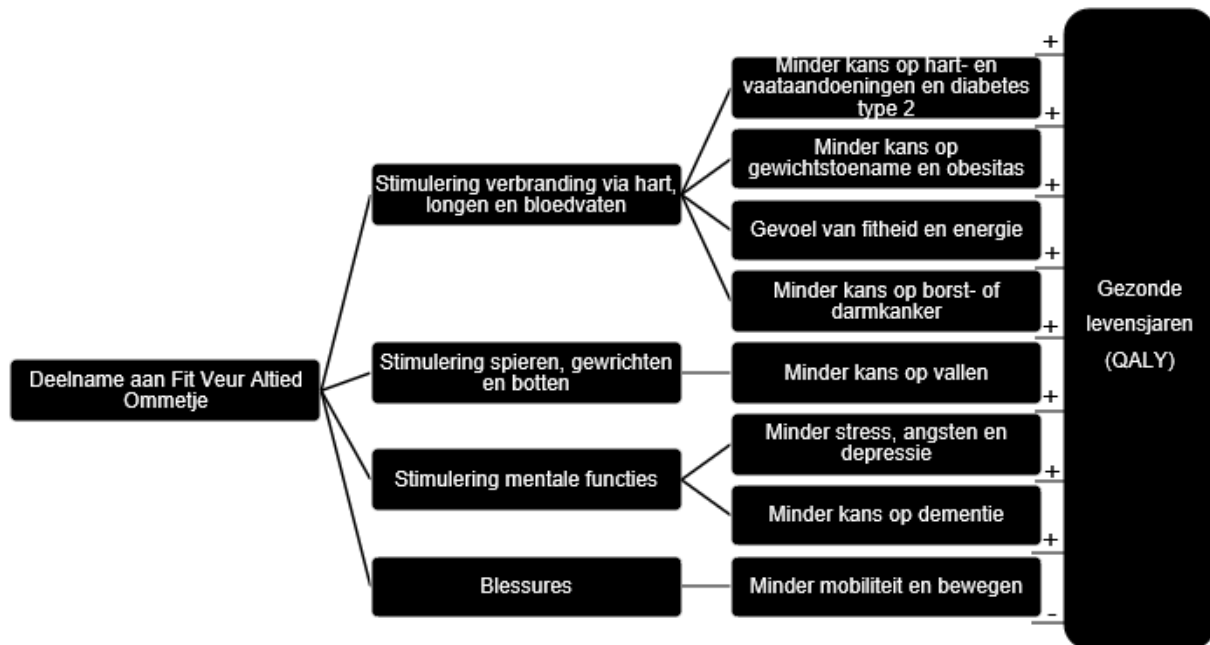 Deelname aan Fit Veur Altied
Ommetje
Stimulering verbranding via hart,
longen en bloedvaten
Stimulering spieren, gewrichten
en botten
Stimulering mentale functies
Blessures
Minder kans op hart- en
vaataandoeningen en diabetes
type 2
Minder kans op
gewichtstoename en obesitas
Gevoel van fitheid en energie
Minder kans op borst- of
darmkanker
Minder kans op vallen
Minder stress, angsten en
depressie
Minder kans op dementie
Minder mobiliteit en bewegen
+
+
+
+
+
+
+
+
-
Gezonde
levensjaren
(QALY)